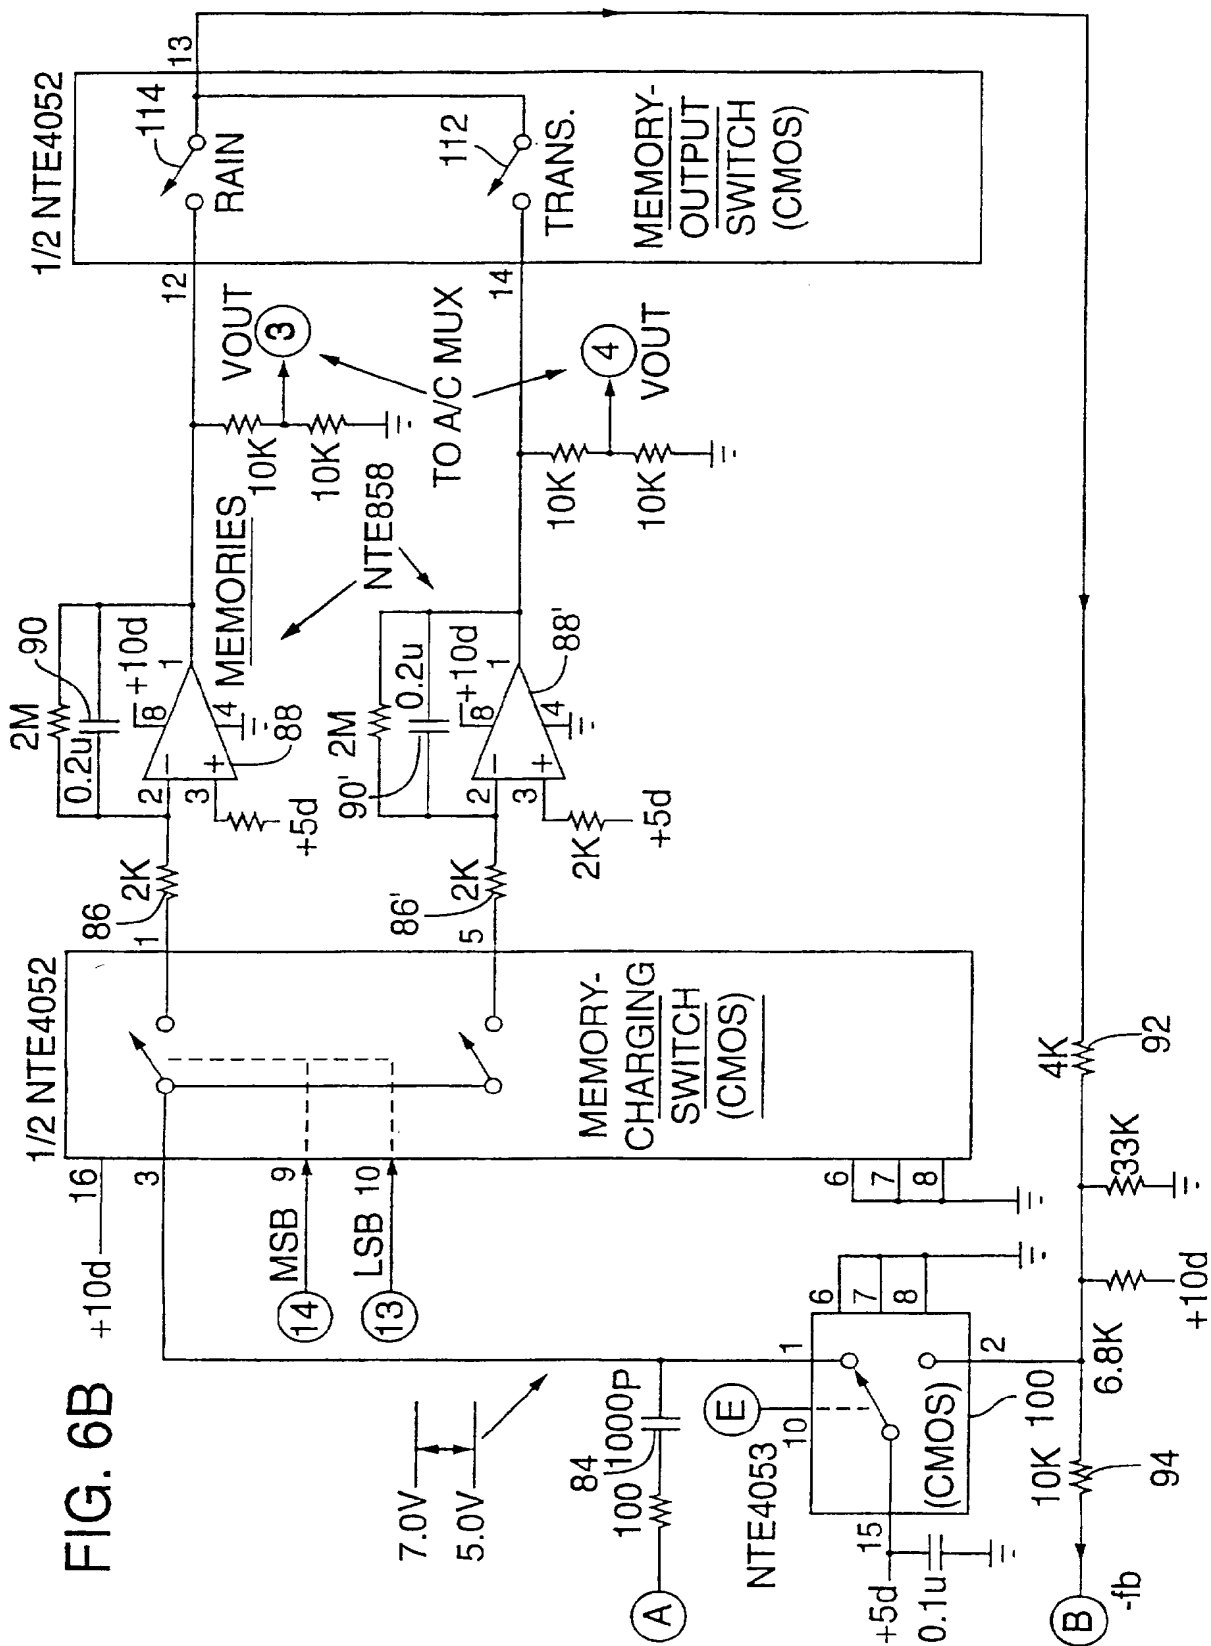 FIG. 6B
7.0V
5.0V
A
100
84
1000P
+10d
16
3
14
MSB
9
13
LSB
10
1/2 NTE4052
MEMORY-
CHARGING
SWITCH
(CMOS)
6
7
8
1
5
86
2K
86'
2K
2M
90
0.2u
2
3
8
+10d
1
4
88
+5d
MEMORIES
NTE858
2M
90'
0.2u
2
3
8
+10d
1
4
88'
2K
+5d
10K
10K
VOUT
3
TO A/C MUX
10K
10K
4
VOUT
1/2 NTE4052
12
14
13
114
RAIN
112
TRANS.
MEMORY-
OUTPUT
SWITCH
(CMOS)
NTE4053
E
10
1
2
15
+5d
0.1u
(CMOS)
100
6
7
8
B
-fb
10K
94
6.8K
+10d
33K
4K
92